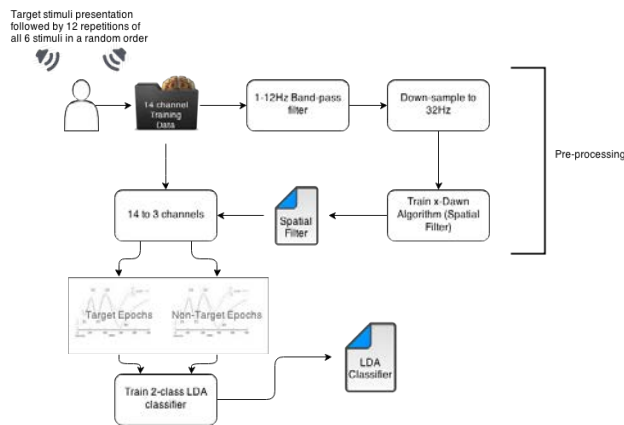 Target stimuli presentation
followed by 12 repetitions of
all 6 stimuli in a random order
14 channel
Training
Data
1-12Hz Band-pass
filter
Down-sample to
32Hz
Pre-processing
14 to 3 channels
Spatial
Filter
Train x-Dawn
Algorithm (Spatial
Filter)
Target Epochs
Non-Target Epochs
Train 2-class LDA
classifier
LDA
Classifier